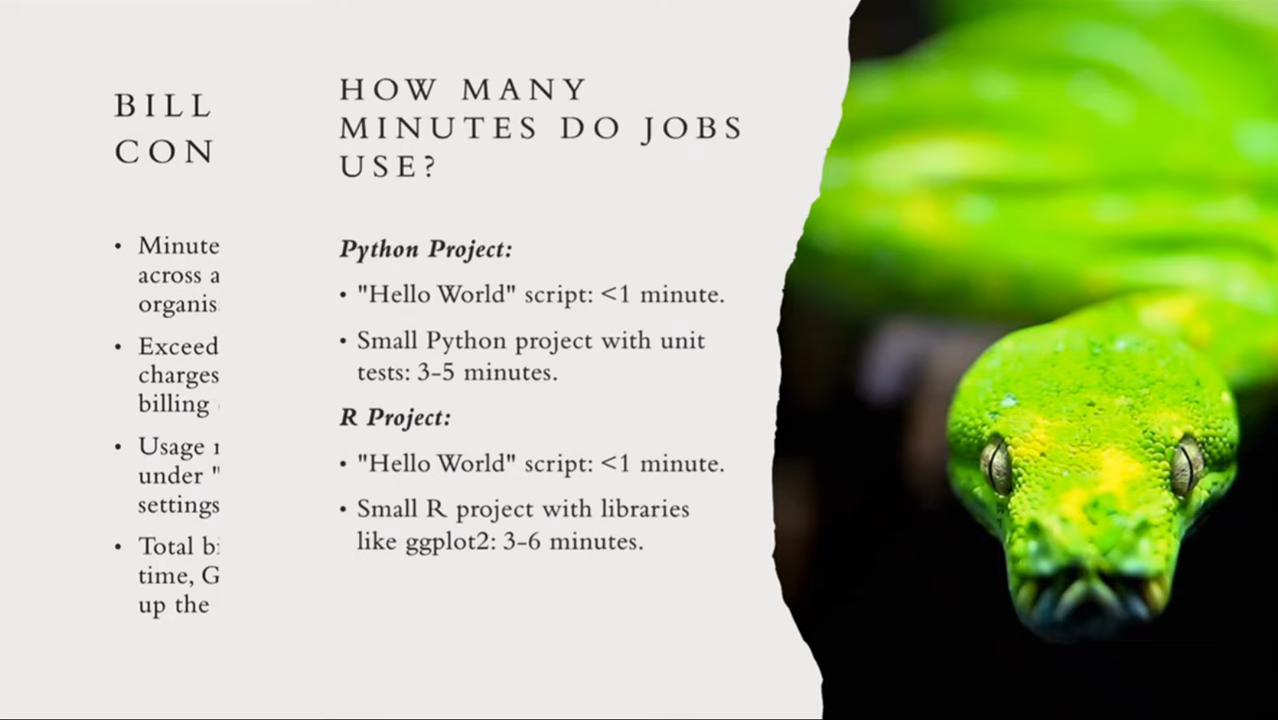 BILL
CON
• Minute
across a
organis
• Exceed
charges
billing
• Usage
under "
settings
• Total bi
time, G
up the
HOW MANY
MINUTES DO JOBS
USE?
Python Project:
• "Hello World" script: <1 minute.
• Small Python project with unit
tests: 3-5 minutes.
R Project:
• "Hello World" script: <1 minute.
• Small R project with libraries
like ggplot2: 3-6 minutes.